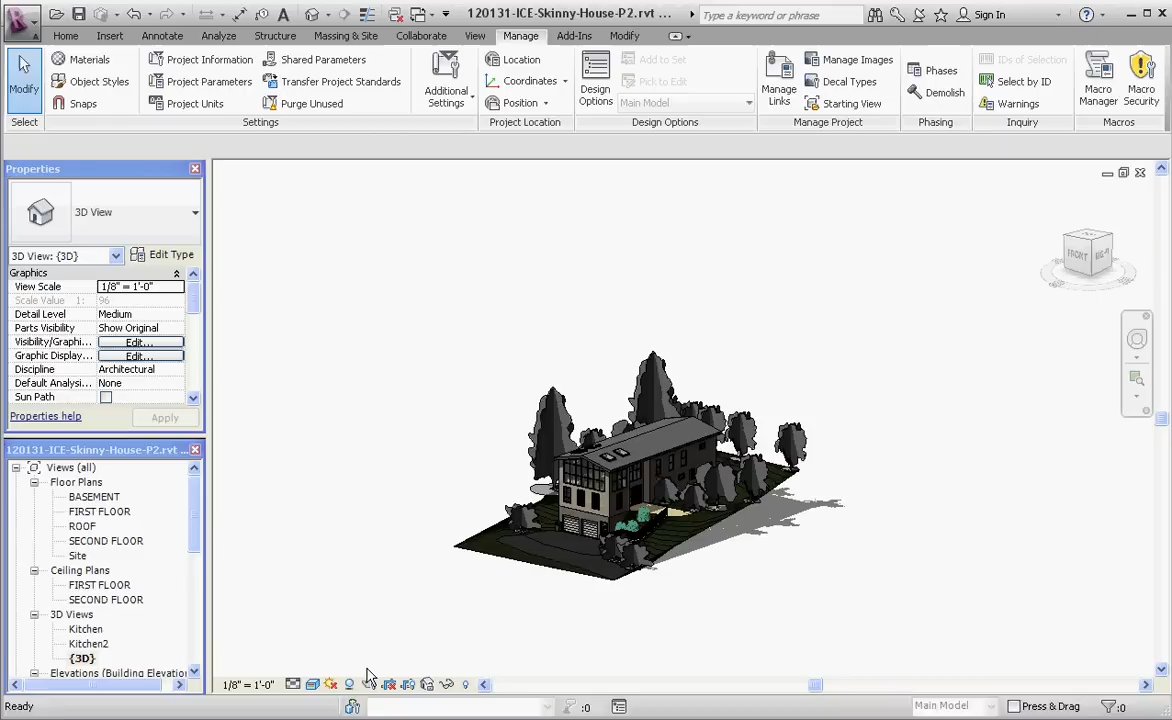 120131-ICE-Skinny-House-P2.rvt ...
Type a keyword or phrase
Sign In
Home Insert Annotate Analyze Structure Massing & Site Collaborate View Manage Add-Ins Modify
Modify
Select
Materials
Object Styles
Snaps
Project Information
Project Parameters
Project Units
Shared Parameters
Transfer Project Standards
Purge Unused
Additional Settings
Settings
Location
Coordinates
Position
Project Location
Design Options
Add to Set
Pick to Edit
Main Model
Design Options
Manage Links
Manage Images
Decal Types
Starting View
Manage Project
Phases
Demolish
Phasing
IDs of Selection
Select by ID
Warnings
Inquiry
Macro Manager
Macro Security
Macros
Properties
3D View
3D View: {3D}
Edit Type
Graphics
View Scale 1/8" = 1'-0"
Scale Value 1: 96
Detail Level Medium
Parts Visibility Show Original
Visibility/Graphi... Edit...
Graphic Display... Edit...
Discipline Architectural
Default Analysi... None
Sun Path
Properties help
Apply
120131-ICE-Skinny-House-P2.rvt ...
Views (all)
Floor Plans
BASEMENT
FIRST FLOOR
ROOF
SECOND FLOOR
Site
Ceiling Plans
FIRST FLOOR
SECOND FLOOR
3D Views
Kitchen
Kitchen2
{3D}
Elevations (Building Elevation
FRONT
1/8" = 1'-0"
Ready
:0
Main Model
Press & Drag
:0